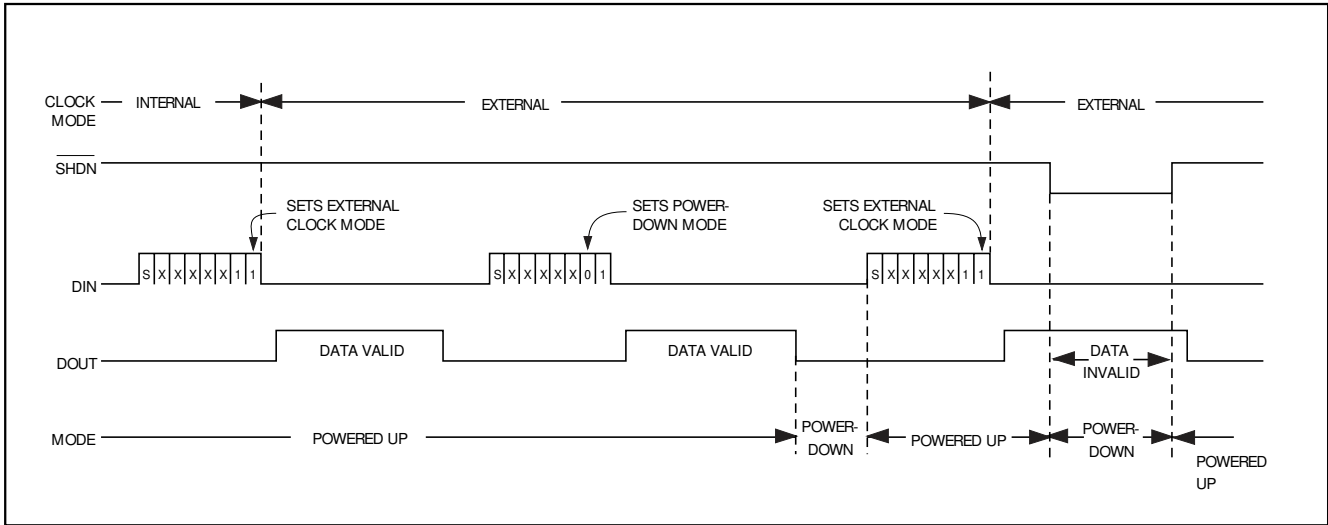 CLOCK
MODE
INTERNAL
EXTERNAL
EXTERNAL
SHDN
SETS EXTERNAL
CLOCK MODE
SETS POWER-
DOWN MODE
SETS EXTERNAL
CLOCK MODE
DIN
S X X X X X 1 1
S X X X X X 0 1
S X X X X X 1 1
DOUT
DATA VALID
DATA VALID
DATA
INVALID
MODE
POWERED UP
POWER-
DOWN
POWERED UP
POWER-
DOWN
POWERED
UP